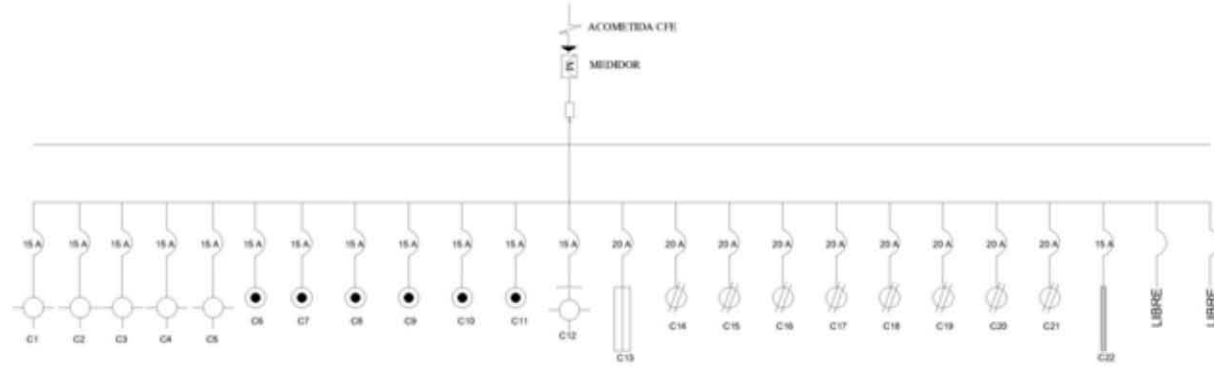 ACOMETIDA CFE
M
MEDIDOR
15 A 15 A 15 A 15 A 15 A 15 A 15 A 15 A 15 A 15 A 15 A 15 A 20 A 20 A 20 A 20 A 20 A 20 A 20 A 20 A 20 A 15 A
C1 C2 C3 C4 C5 C6 C7 C8 C9 C10 C11 C12 C13 C14 C15 C16 C17 C18 C19 C20 C21 C22 LIBRE LIBRE